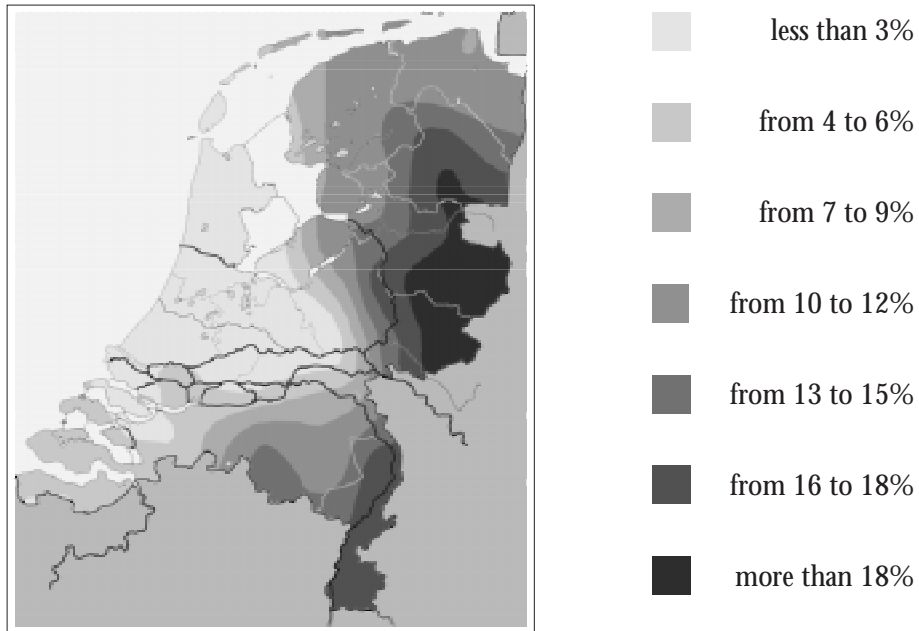 less than 3%
from 4 to 6%
from 7 to 9%
from 10 to 12%
from 13 to 15%
from 16 to 18%
more than 18%